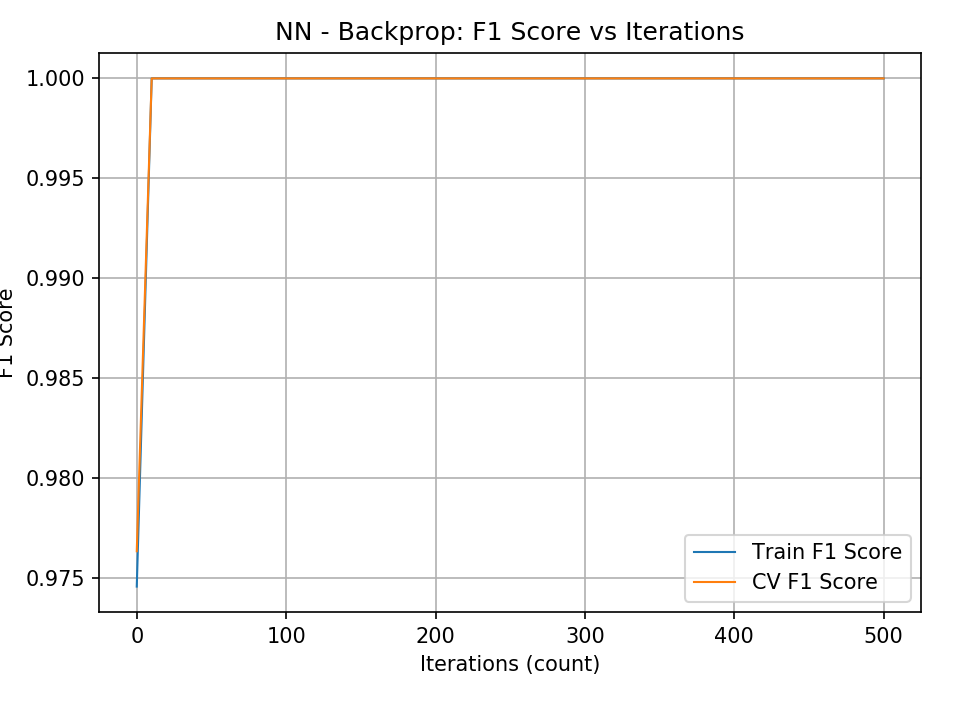 NN - Backprop: F1 Score vs Iterations
1.000
0.995
0.990
0.985
0.980
0.975
F1 Score
0 100 200 300 400 500
Iterations (count)
Train F1 Score
CV F1 Score